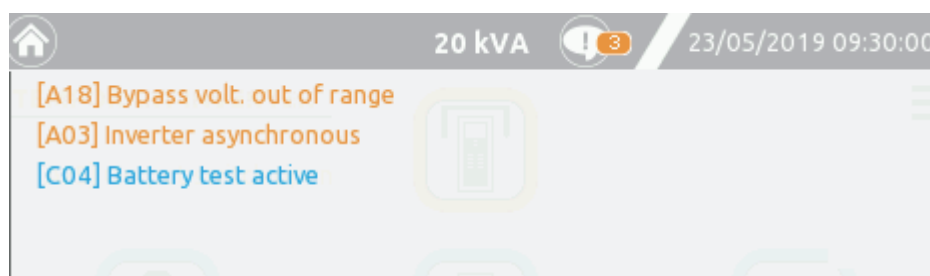 20 kVA ! 3 23/05/2019 09:30:00
[A18] Bypass volt. out of range
[A03] Inverter asynchronous
[C04] Battery test active